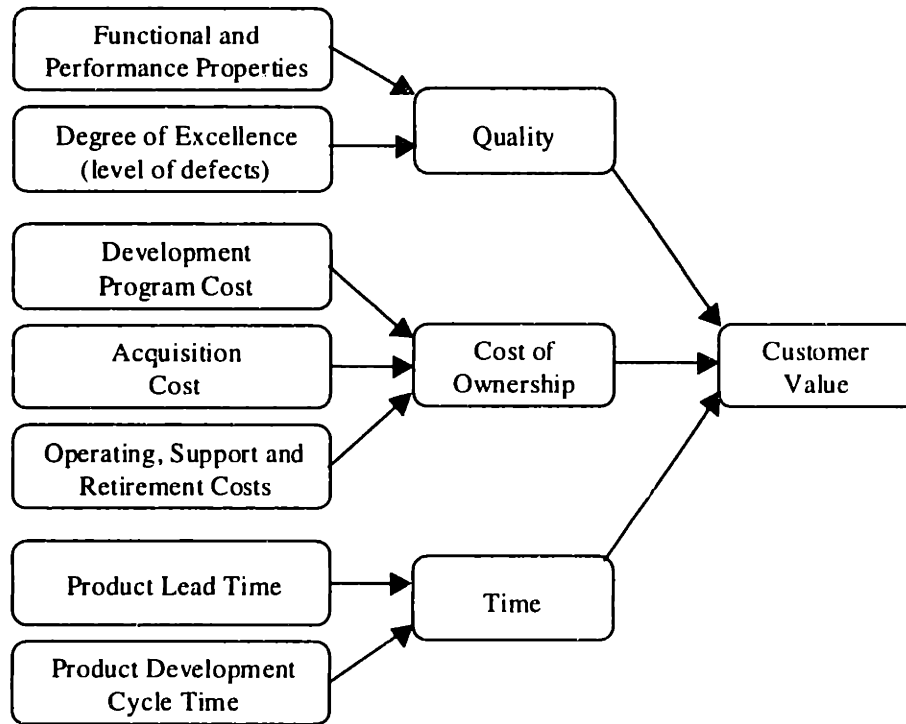 Functional and
Performance Properties
Degree of Excellence
(level of defects)
Quality
Development
Program Cost
Acquisition
Cost
Operating, Support and
Retirement Costs
Cost of
Ownership
Customer
Value
Product Lead Time
Product Development
Cycle Time
Time